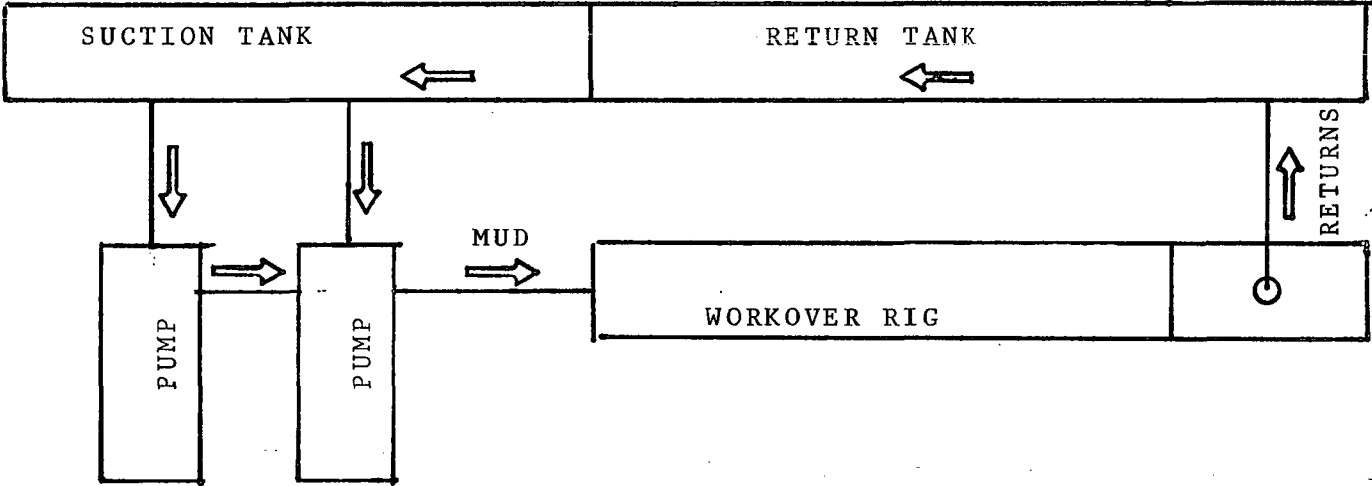 SUCTION TANK
RETURN TANK
RETURNS
MUD
PUMP
PUMP
WORKOVER RIG